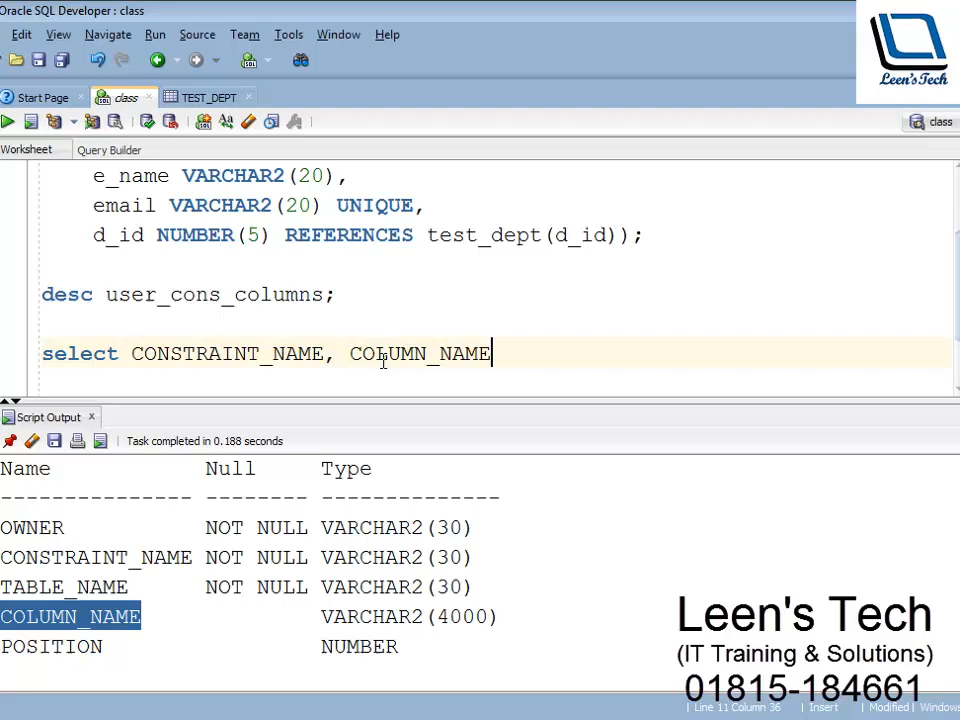 Oracle SQL Developer : class
Edit View Navigate Run Source Team Tools Window Help
Leen'sTech
Start Page class TEST_DEPT
class
Worksheet Query Builder
e_name VARCHAR2(20),
email VARCHAR2(20) UNIQUE,
d_id NUMBER(5) REFERENCES test_dept(d_id));
desc user_cons_columns;
select CONSTRAINT_NAME, COLUMN_NAME
Script Output x
Task completed in 0.188 seconds
Name Null Type
--------------- -------- --------------
OWNER NOT NULL VARCHAR2(30)
CONSTRAINT_NAME NOT NULL VARCHAR2(30)
TABLE_NAME NOT NULL VARCHAR2(30)
COLUMN_NAME VARCHAR2(4000)
POSITION NUMBER
Leen's Tech
(IT Training & Solutions)
01815-184661
Line 11 Column 36 Insert Modified Windows